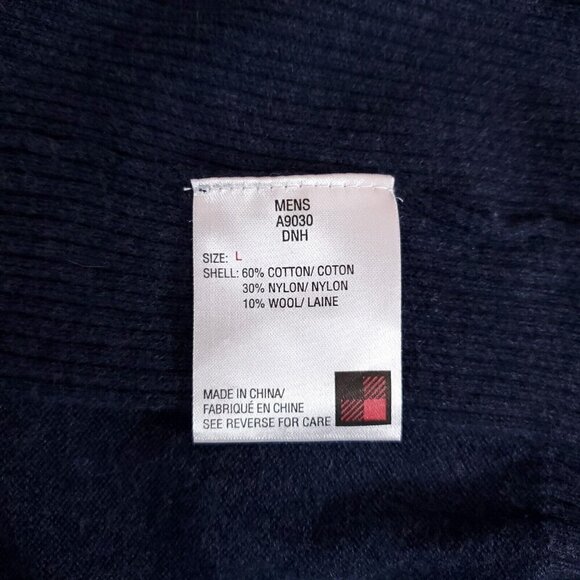 MENS
A9030
DNH
SIZE: L
SHELL: 60% COTTON/ COTON
30% NYLON/ NYLON
10% WOOL/ LAINE
MADE IN CHINA/
FABRIQUÉ EN CHINE
SEE REVERSE FOR CARE